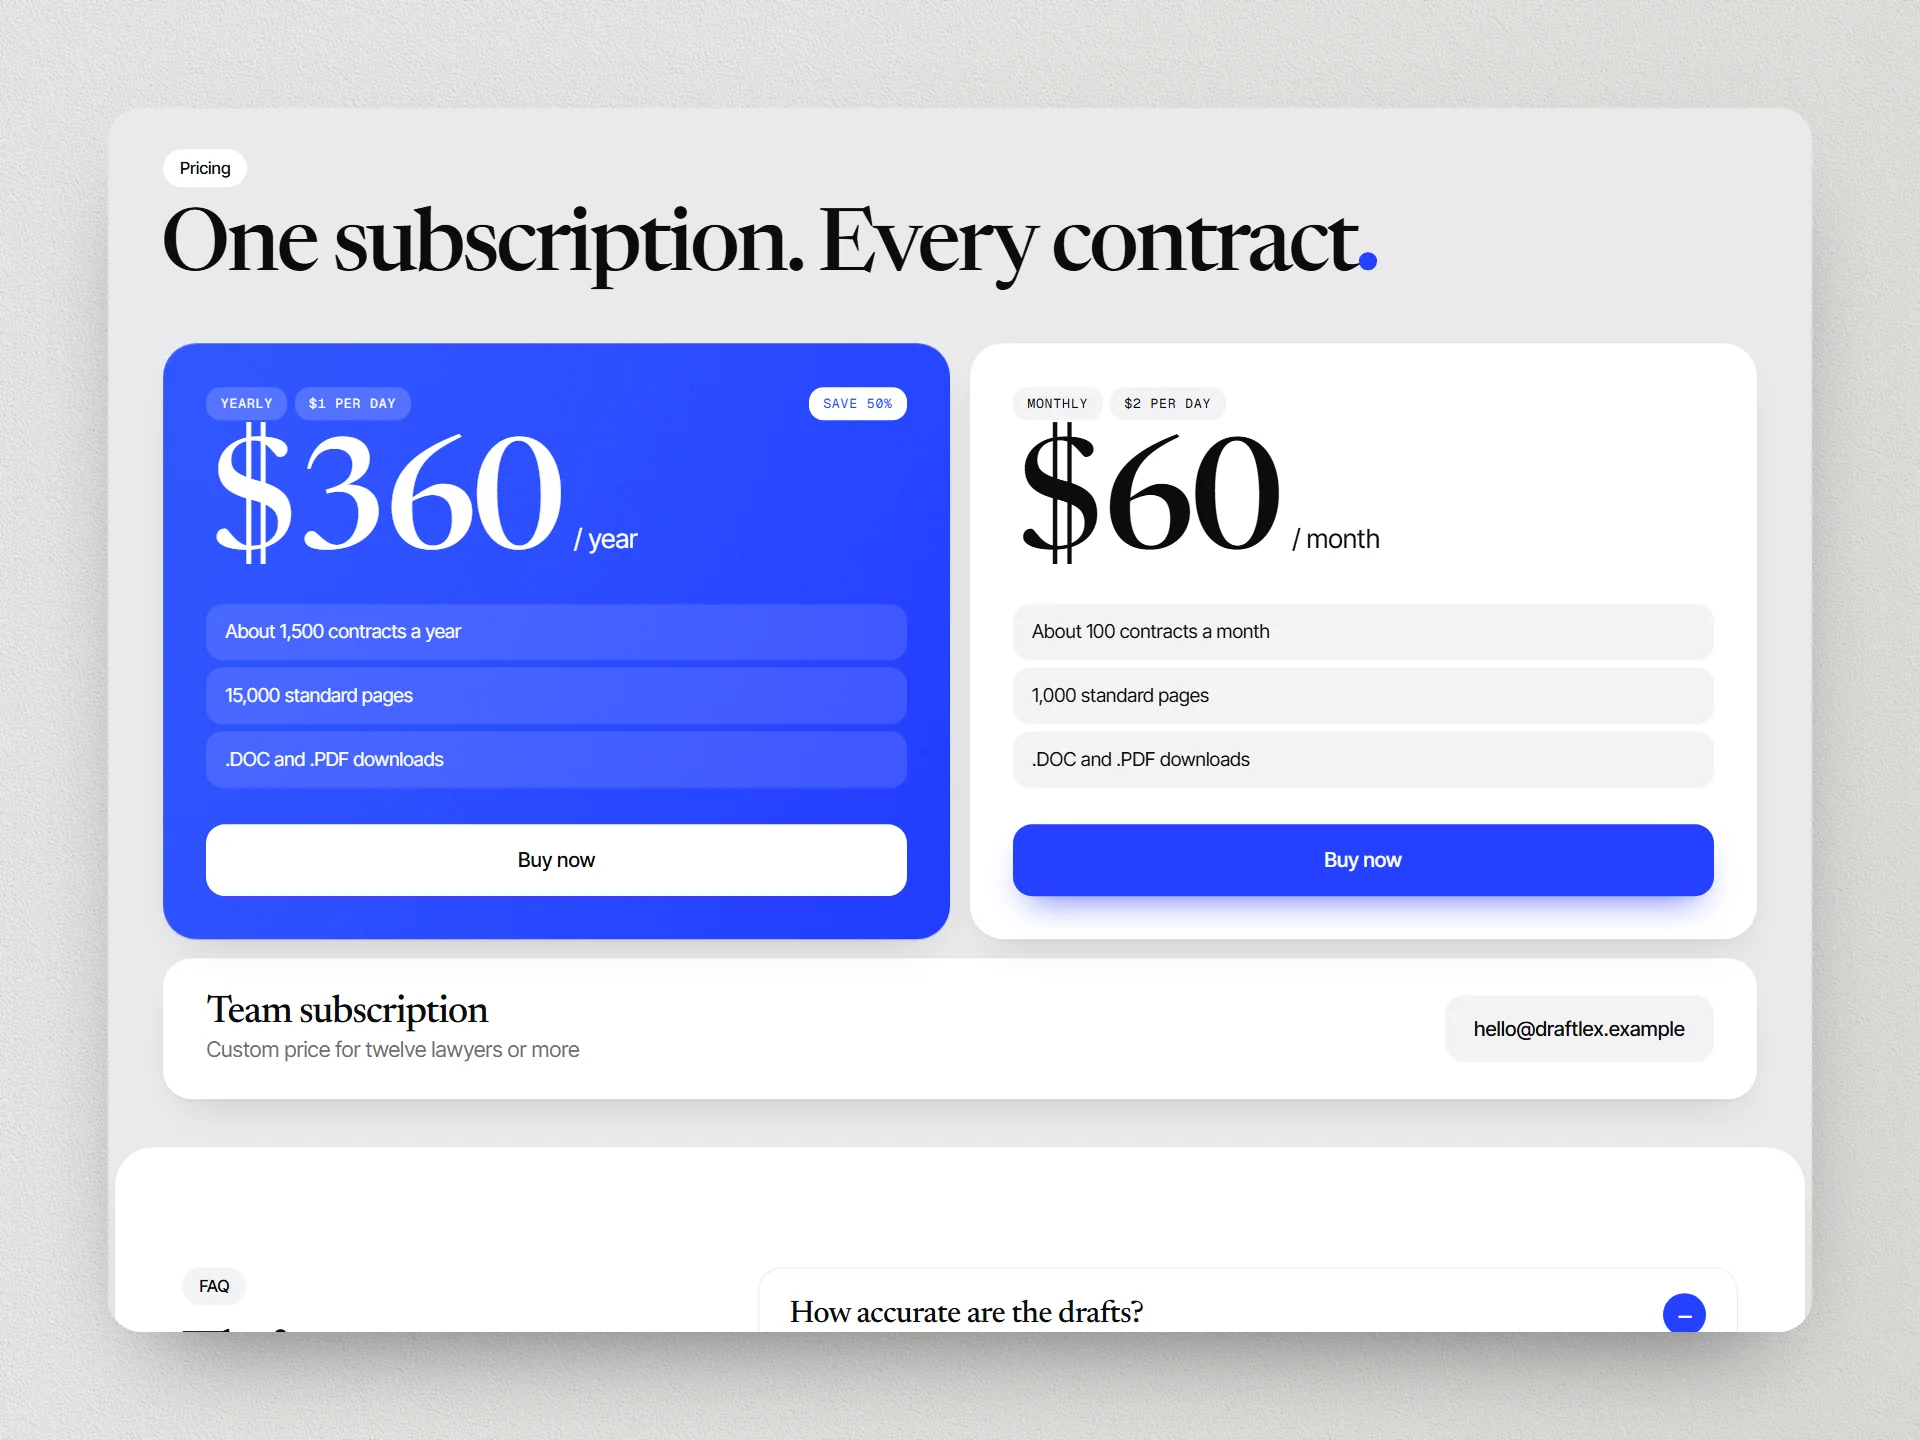 Pricing
One subscription. Every contract.
YEARLY
$1 PER DAY
SAVE 50%
$360 / year
About 1,500 contracts a year
15,000 standard pages
.DOC and .PDF downloads
Buy now
MONTHLY
$2 PER DAY
$60 / month
About 100 contracts a month
1,000 standard pages
.DOC and .PDF downloads
Buy now
Team subscription
Custom price for twelve lawyers or more
hello@draftlex.example
FAQ
How accurate are the drafts?